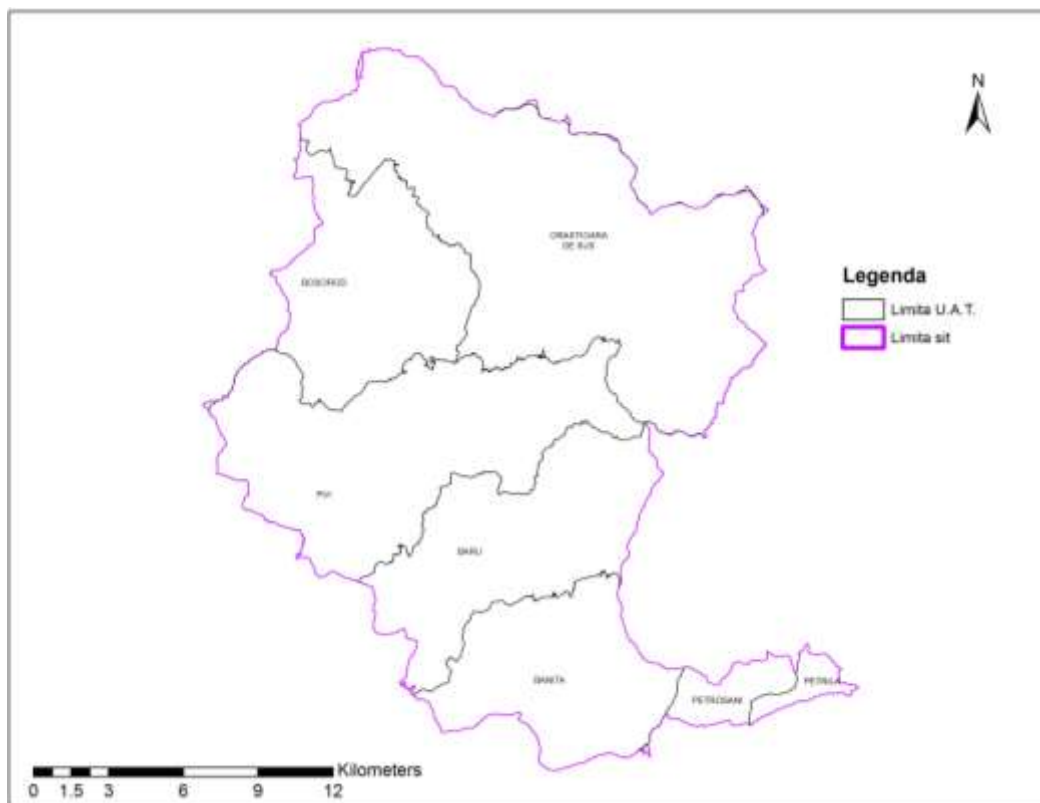 N
ORASTIOARA
DE SUS
BOSOROD
Legenda
Limita U.A.T.
Limita sit
PUI
BARU
BANITA
PETROSANI
PETRILA
Kilometers
0 1.5 3 6 9 12